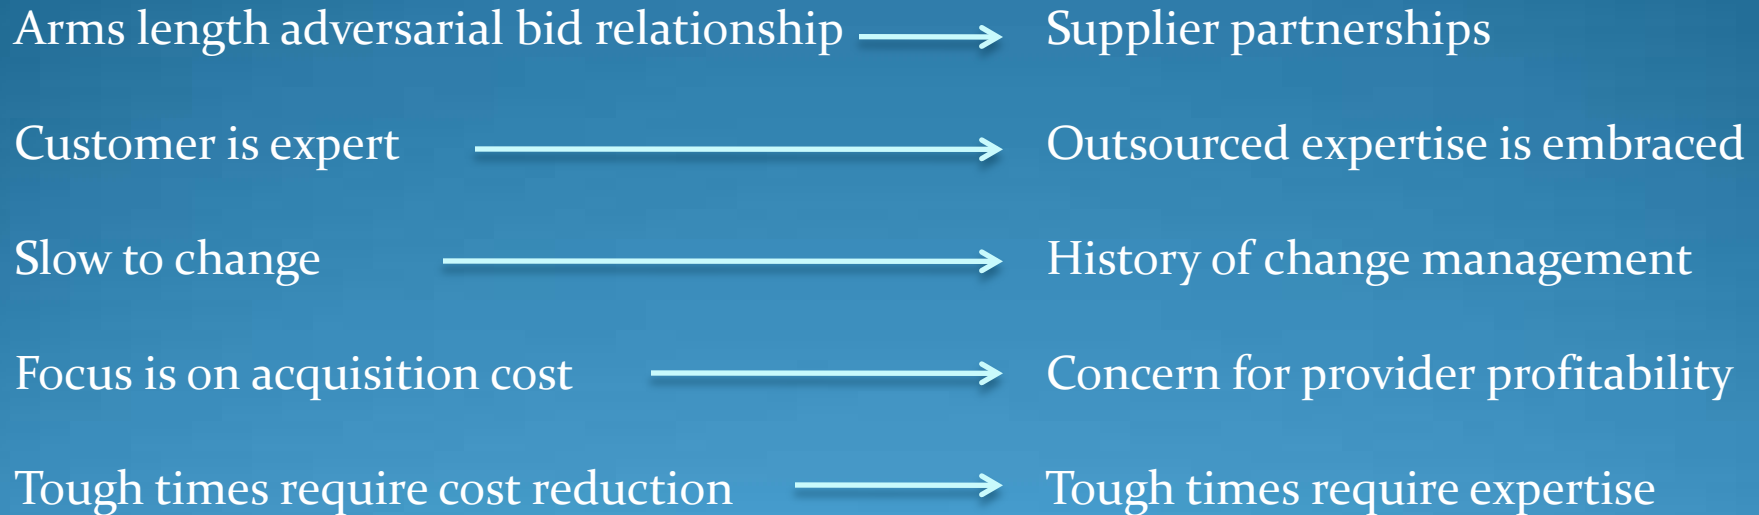 Arms length adversarial bid relationship Supplier partnerships
Customer is expert Outsourced expertise is embraced
Slow to change History of change management
Focus is on acquisition cost Concern for provider profitability
Tough times require cost reduction Tough times require expertise